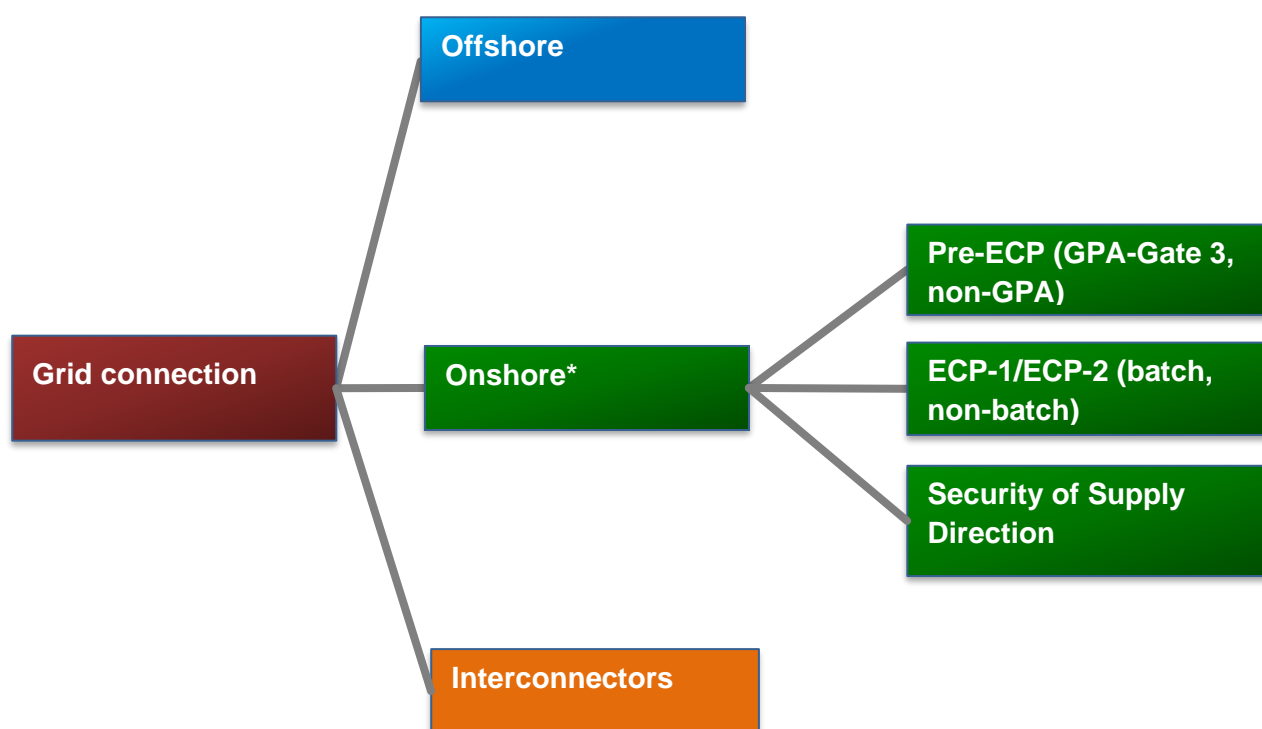 Offshore
Grid connection
Onshore*
Pre-ECP (GPA-Gate 3,
non-GPA)
ECP-1/ECP-2 (batch,
non-batch)
Security of Supply
Direction
Interconnectors